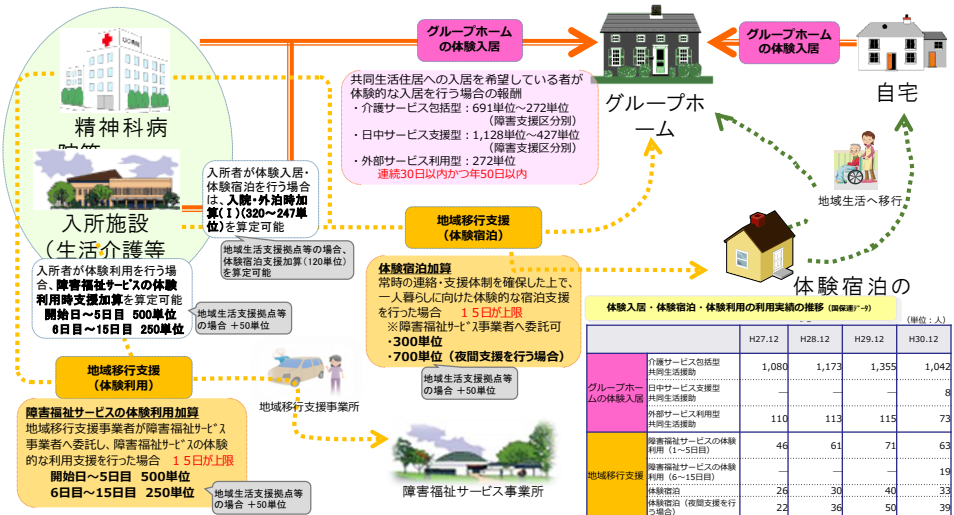 グループホーム
の体験入居
グループホーム
の体験入居
精神科病
入所施設
(生活介護等
グループホ
ーム
自宅
共同生活住居への入居を希望している者が
体験的な入居を行う場合の報酬
・介護サービス包括型：691単位～272単位
（障害支援区分別）
・日中サービス支援型：1,128単位～427単位
（障害支援区分別）
・外部サービス利用型：272単位
連続30日以内かつ年50日以内
入所者が体験入居・
体験宿泊を行う場合
は、入院・外泊時加
算(Ⅰ)(320～247単
位)を算定可能
地域生活支援拠点等の場合、
体験宿泊支援加算(120単位)
を算定可能
地域生活へ移行
地域移行支援
（体験宿泊）
体験宿泊の
入所者が体験利用を行う場
合、障害福祉サービスの体験
利用時支援加算を算定可能
開始日～5日目 500単位
6日目～15日目 250単位
地域生活支援拠点等
の場合 +50単位
体験宿泊加算
常時の連絡・支援体制を確保した上で、
一人暮らしに向けた体験的な宿泊支援
を行った場合 15日が上限
※障害福祉ｻｰﾋﾞｽ事業者へ委託可
・300単位
・700単位（夜間支援を行う場合）
地域生活支援拠点等
の場合 +50単位
地域移行支援
（体験利用）
地域移行支援事業所
障害福祉サービスの体験利用加算
地域移行支援事業者が障害福祉ｻｰﾋﾞｽ
事業者へ委託し、障害福祉ｻｰﾋﾞｽの体験
的な利用支援を行った場合 15日が上限
開始日～5日目 500単位
6日目～15日目 250単位
地域生活支援拠点等
の場合 +50単位
障害福祉サービス事業所
体験入居・体験宿泊・体験利用の利用実績の推移（国保連ﾃﾞｰﾀ）
（単位：人）
H27.12 H28.12 H29.12 H30.12
グループホー
ムの体験入居
介護サービス包括型
共同生活援助 1,080 1,173 1,355 1,042
日中サービス支援型
共同生活援助 — — — 8
外部サービス利用型
共同生活援助 110 113 115 73
地域移行支援
障害福祉サービスの体験
利用（1～5日目） 46 61 71 63
障害福祉サービスの体験
利用（6～15日目） — — — 19
体験宿泊 26 30 40 33
体験宿泊（夜間支援を行
う場合） 22 36 50 39